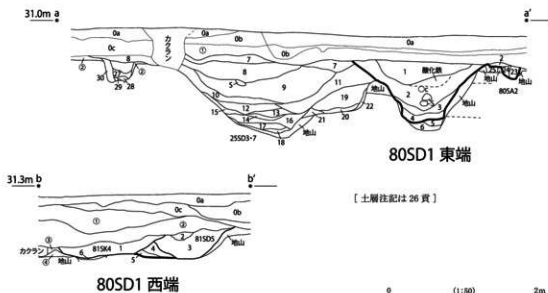 31.0m a
a'
0a
0b
0a
0c
カクラン
①
0b
0a
②
8
②
30
29
28
7
7
8
5
9
11
10
12
13
19
15
14
16
22
17
18
21
20
25SD3・7
地山
地山
1
酸化鉄
2
3
4
6
5
地山
2
80SA2
80SD1 東端
31.3m b
b'
0a
0c
0b
①
②
③
カクラン
④
地山
6
81SK4
1
2
81SD5
4
3
5
地山
80SD1 西端
[ 土層注記は 26 頁 ]
0
(1:50)
2m